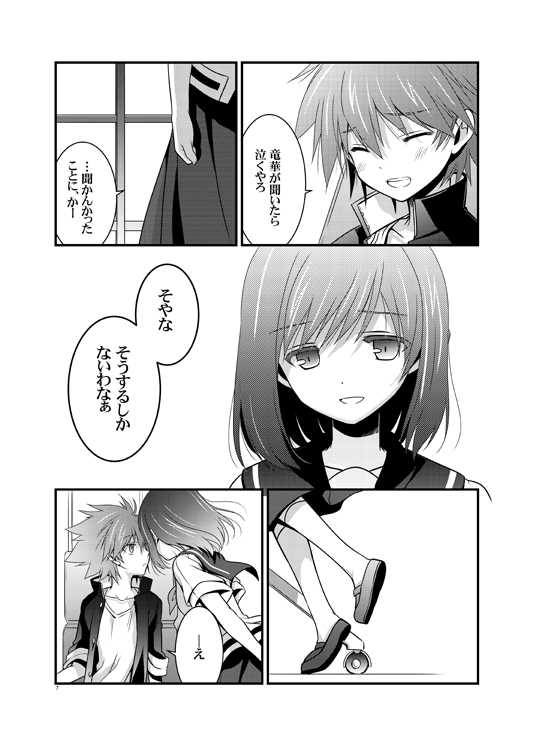 竜華が聞いたら
泣くやろ
…聞かんかった
ことに、かー
そやな
そうするしか
ないわなぁ
—え
7